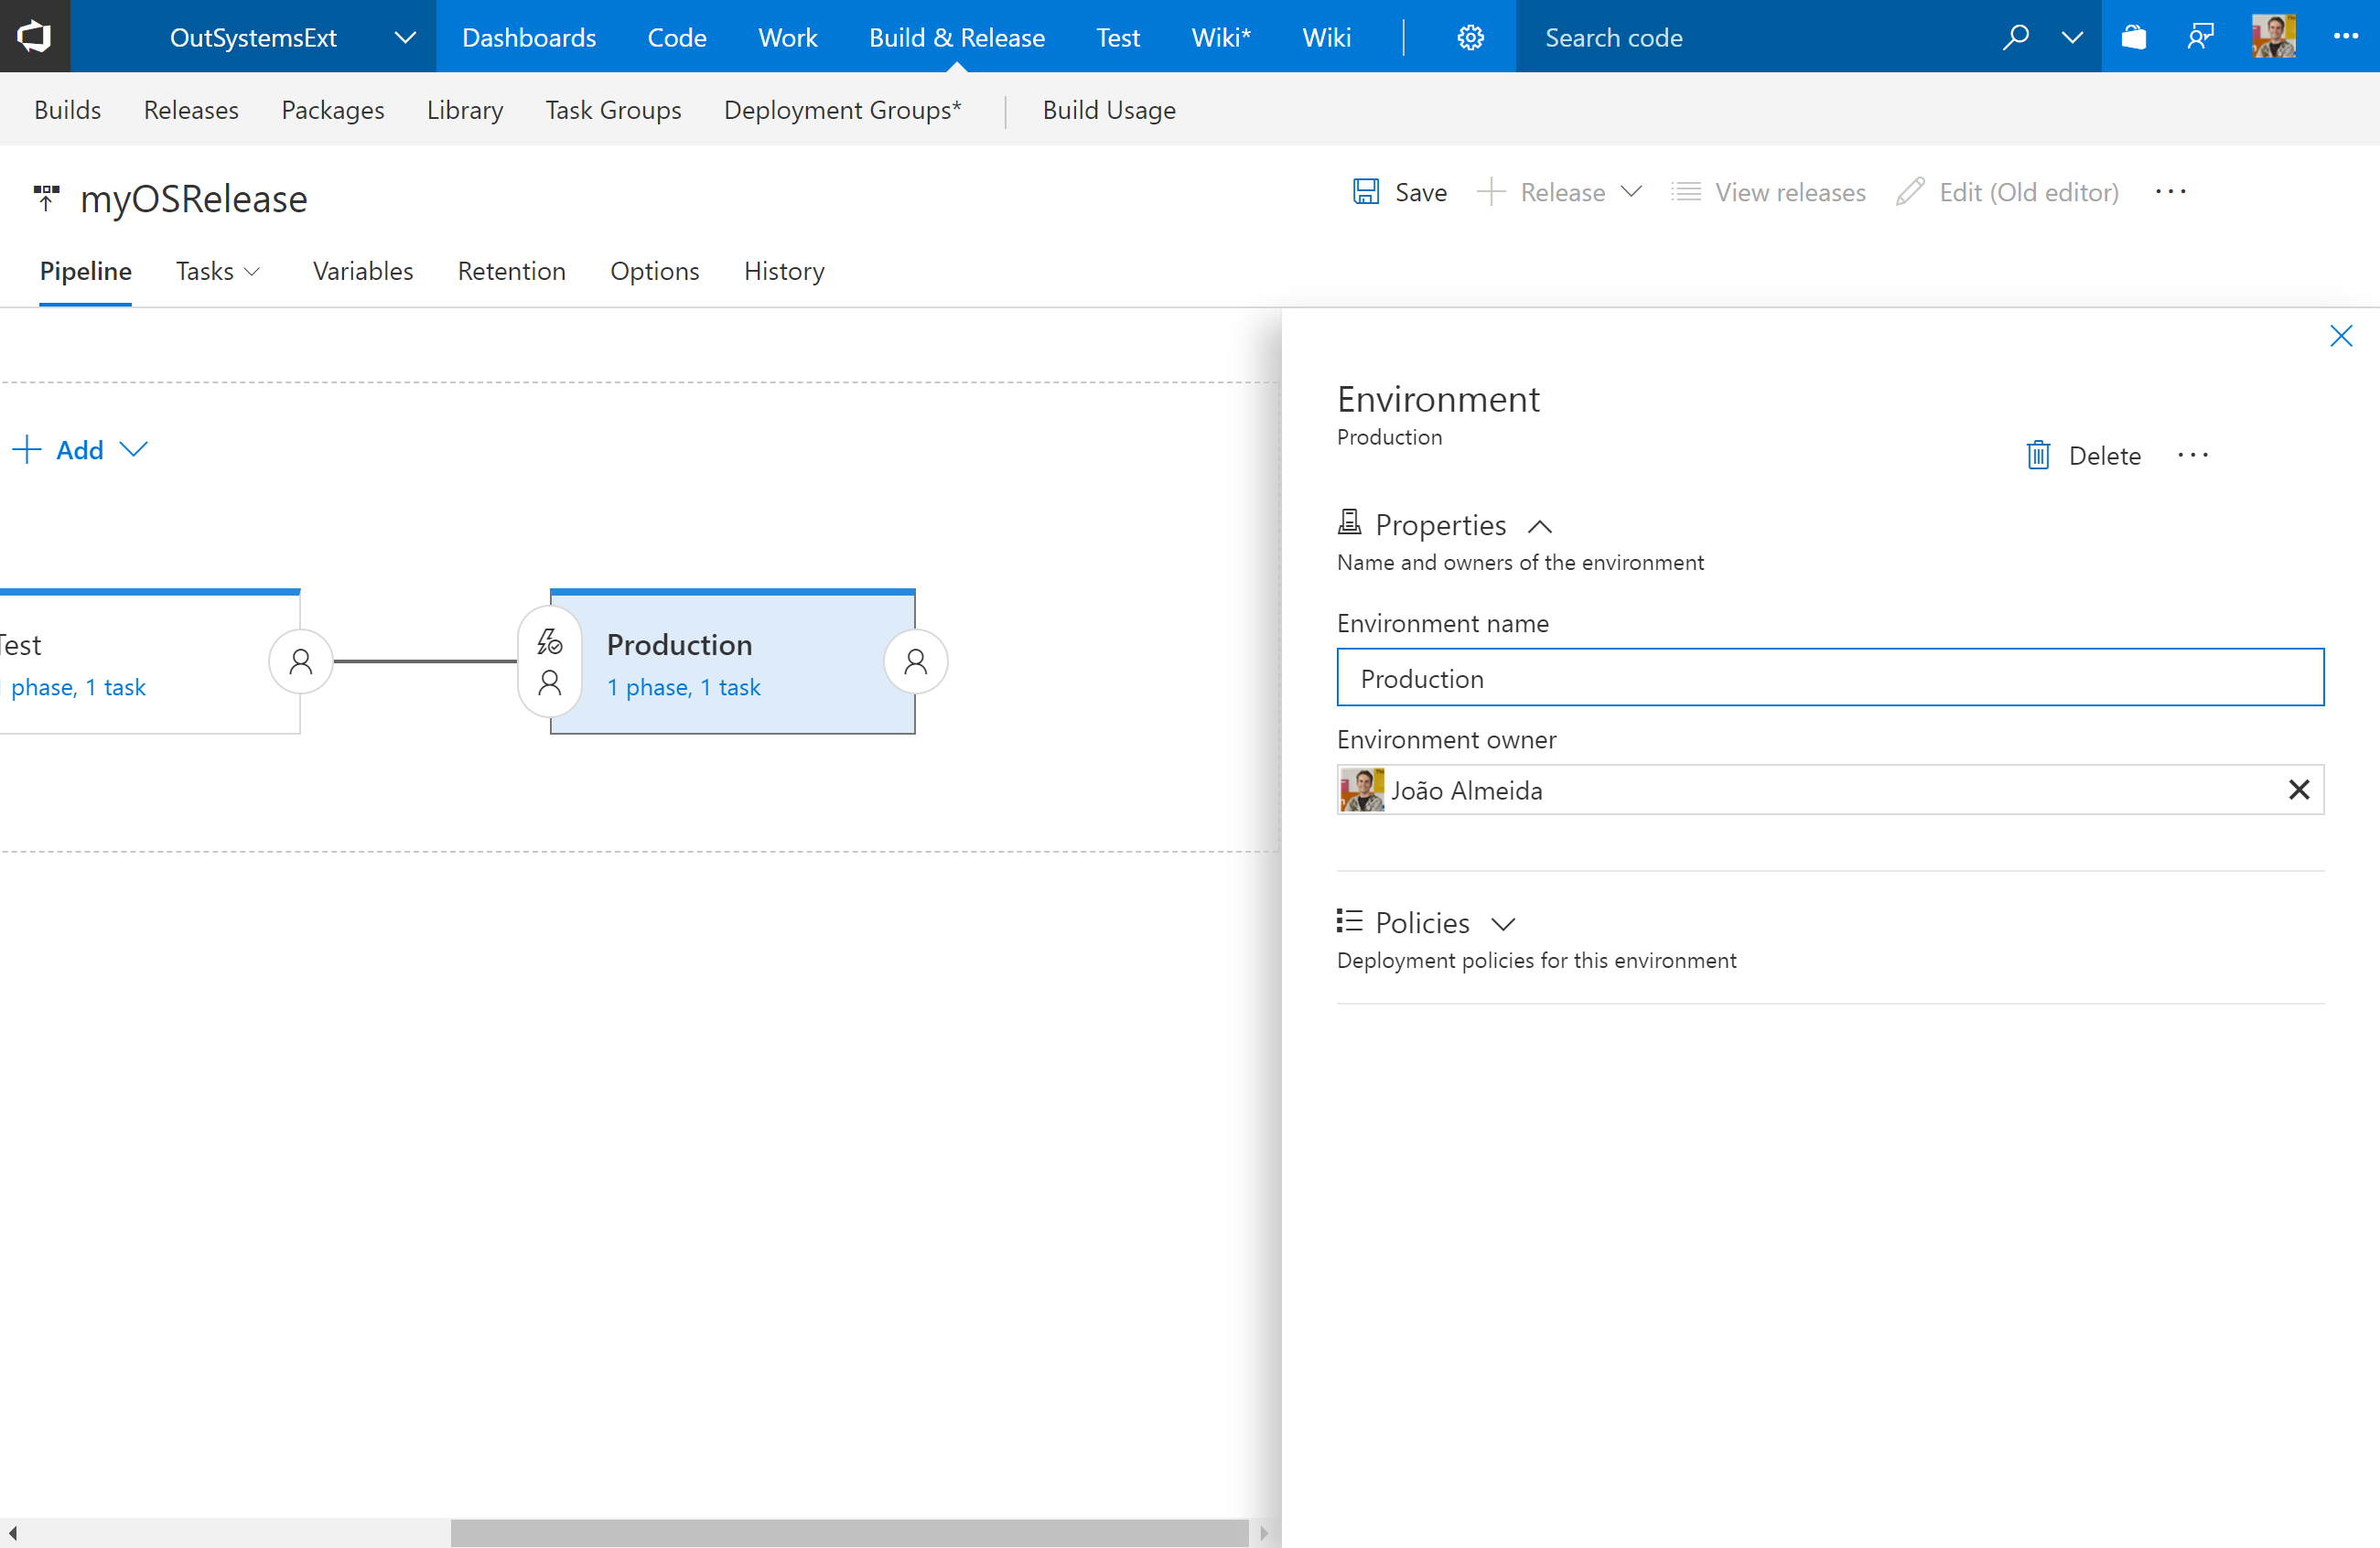 OutSystemsExt Dashboards Code Work Build & Release Test Wiki* Wiki Search code
Builds Releases Packages Library Task Groups Deployment Groups* Build Usage
myOSRelease
Save Release View releases Edit (Old editor) ...
Pipeline Tasks Variables Retention Options History
Add
Test
phase, 1 task
Production
1 phase, 1 task
Environment
Production
Delete ...
Properties
Name and owners of the environment
Environment name
Production
Environment owner
João Almeida
Policies
Deployment policies for this environment